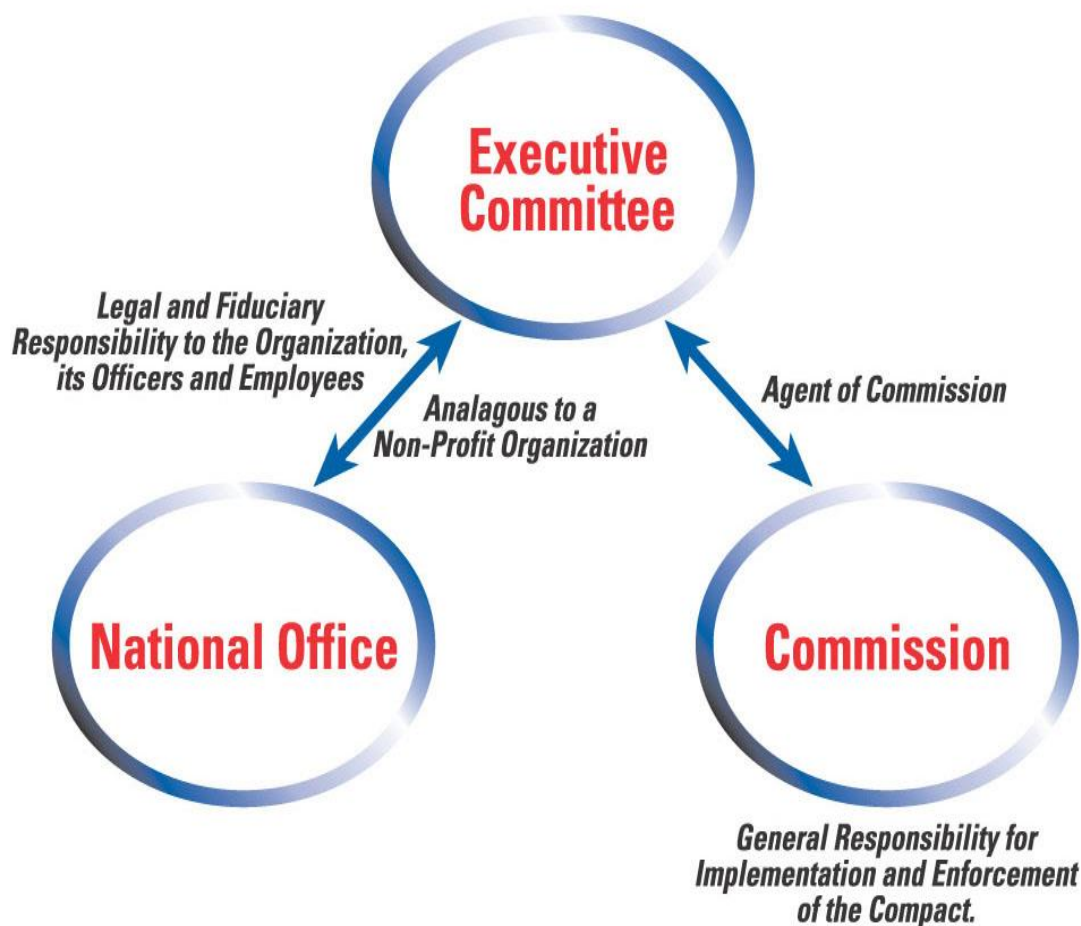 Executive
Committee
Legal and Fiduciary
Responsibility to the Organization,
its Officers and Employees
Analagous to a
Non-Profit Organization
Agent of Commission
National Office
Commission
General Responsibility for
Implementation and Enforcement
of the Compact.